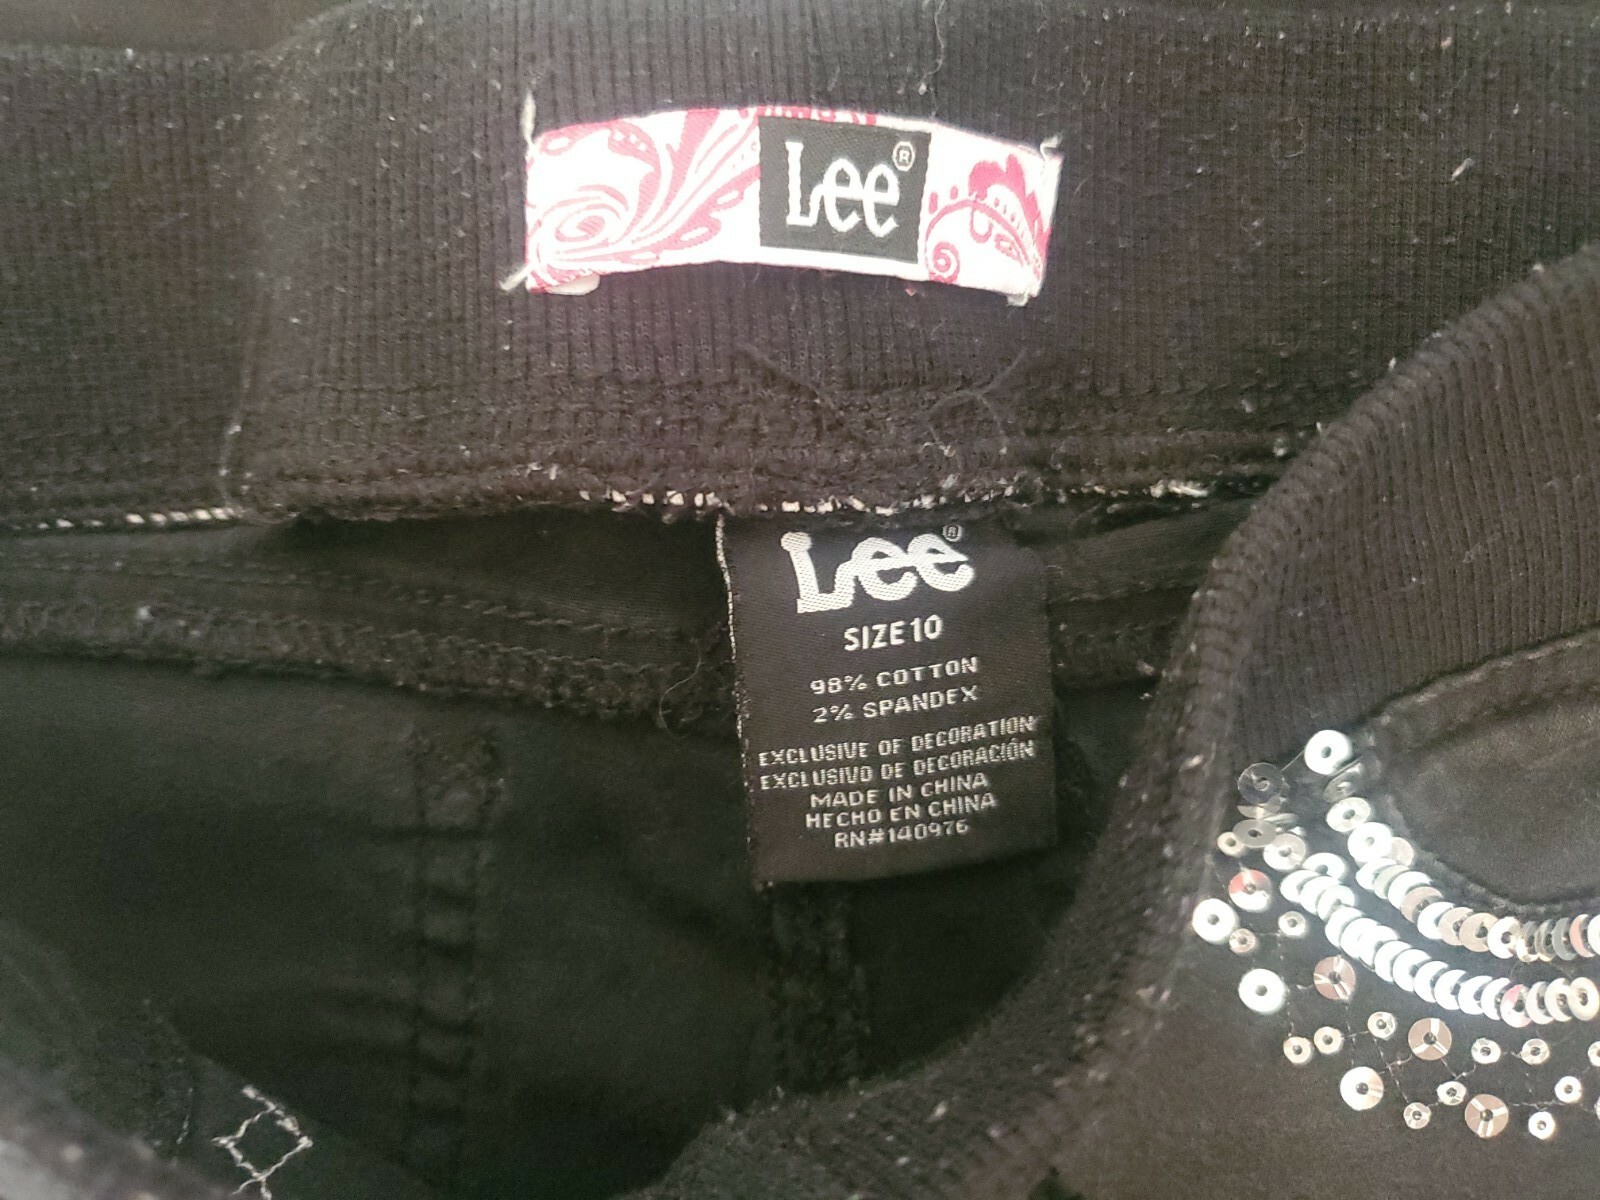 Lee®
Lee®
SIZE 10
98% COTTON
2% SPANDEX
EXCLUSIVE OF DECORATION
EXCLUSIVO DE DECORACIÓN
MADE IN CHINA
HECHO EN CHINA
RN#140976